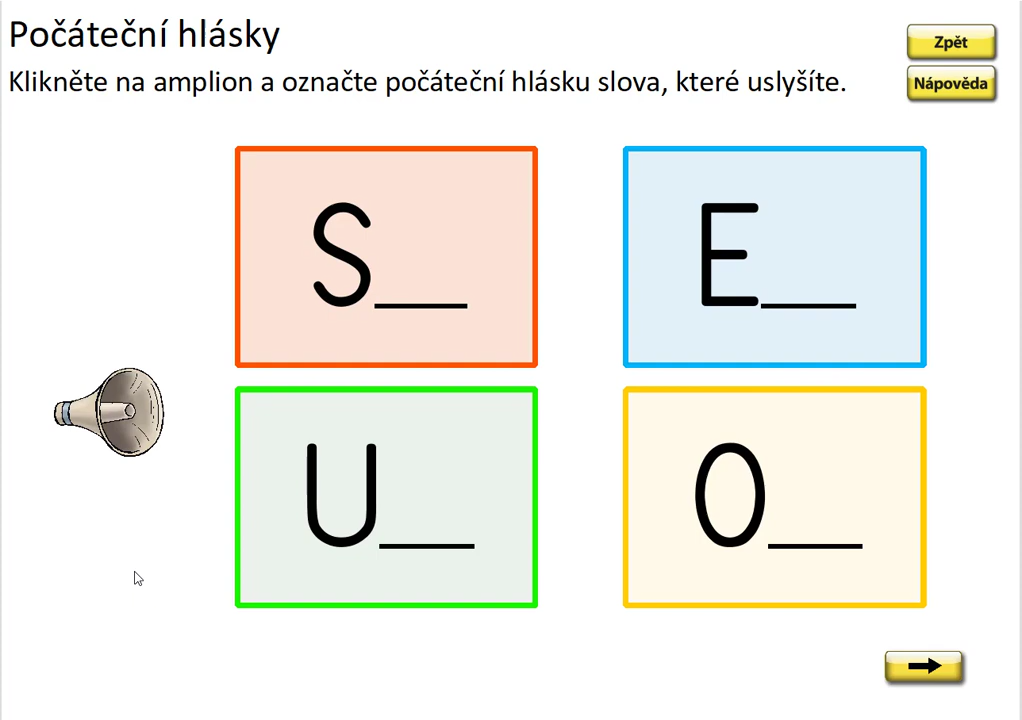 Počáteční hlásky
Klikněte na amplion a označte počáteční hlásku slova, které uslyšíte.
Zpět
Nápověda
S__
E__
U__
O__